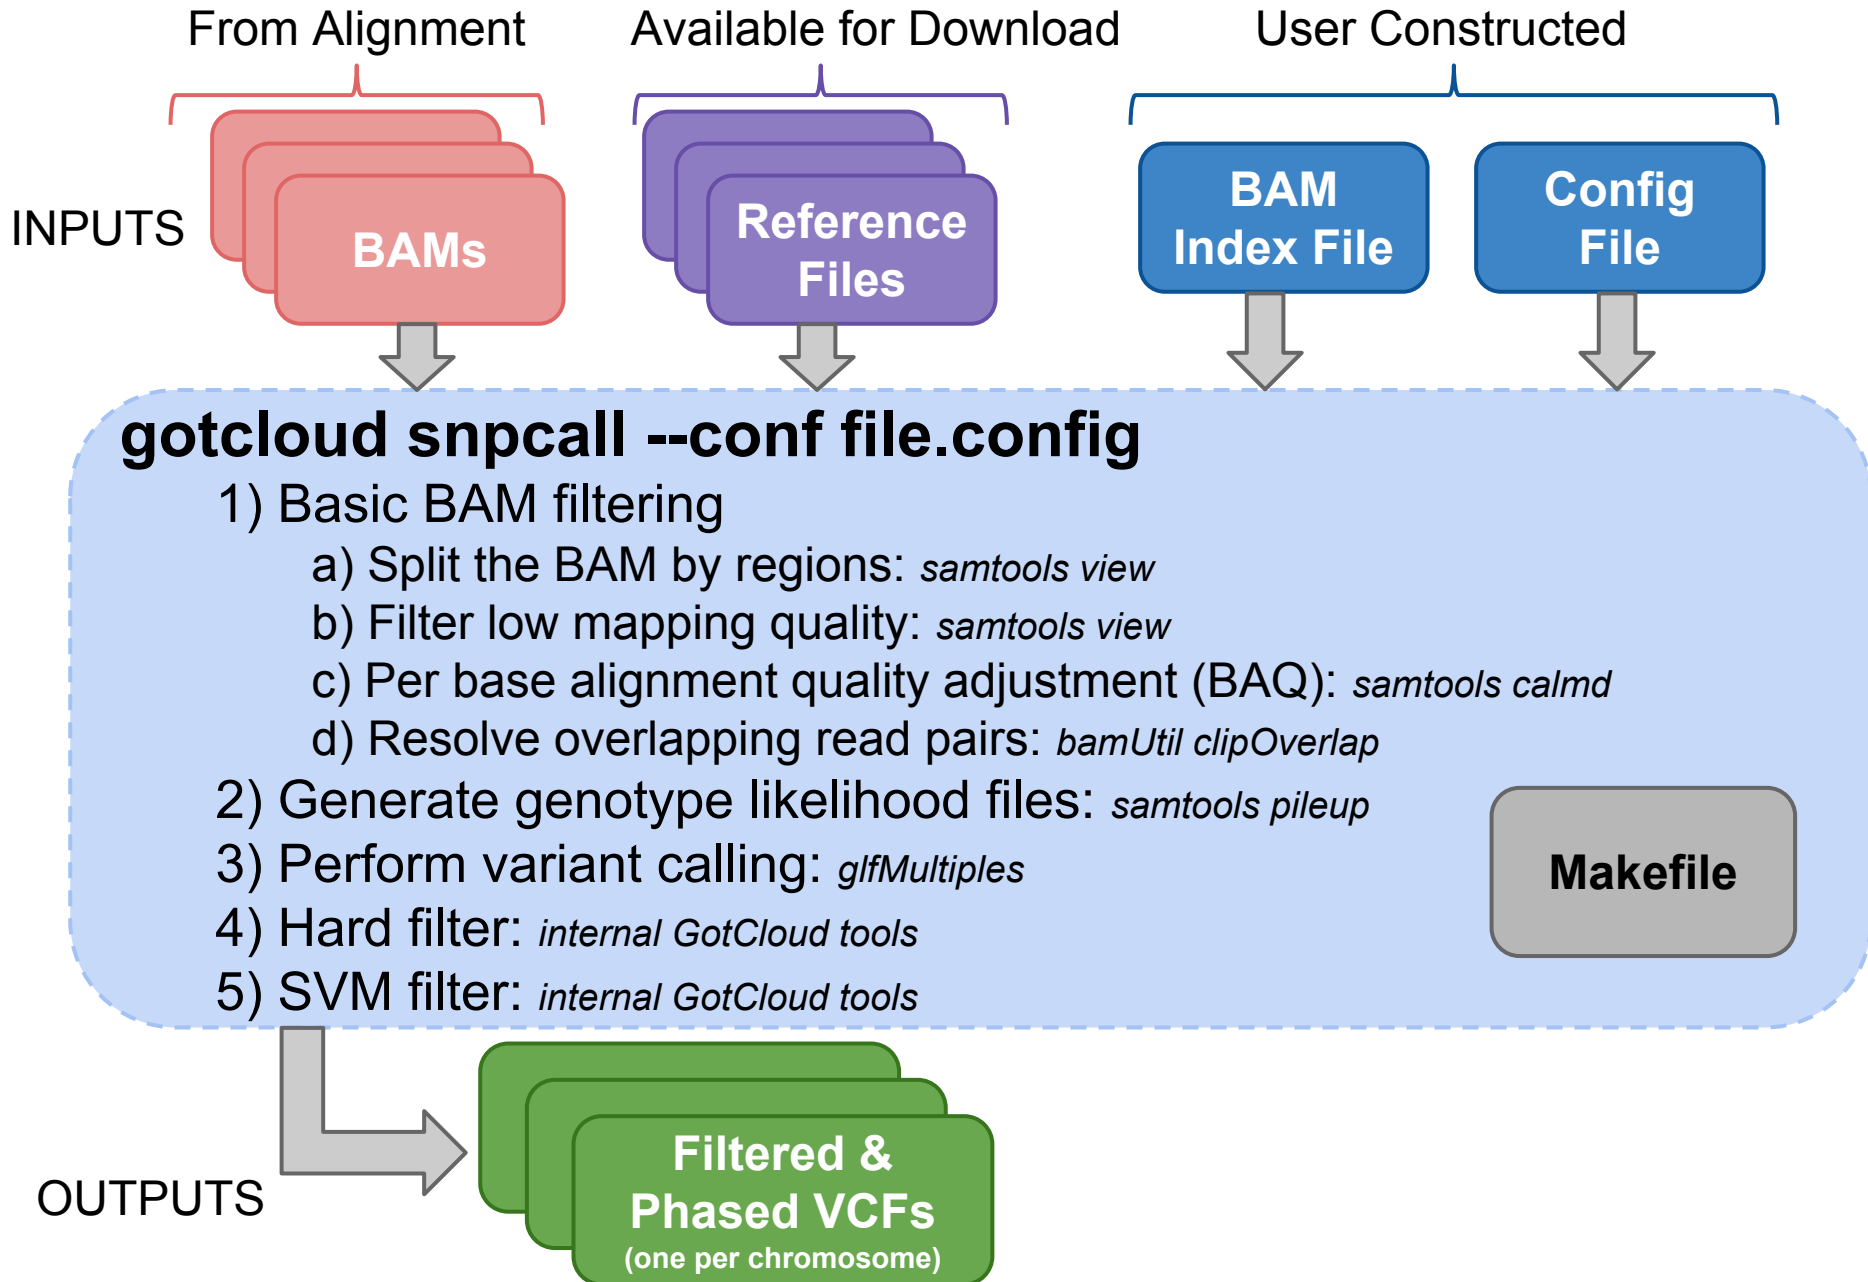 From Alignment
Available for Download
User Constructed
INPUTS
BAMs
Reference
Files
BAM
Index File
Config
File
gotcloud snpcall --conf file.config
1) Basic BAM filtering
a) Split the BAM by regions: samtools view
b) Filter low mapping quality: samtools view
c) Per base alignment quality adjustment (BAQ): samtools calmd
d) Resolve overlapping read pairs: bamUtil clipOverlap
2) Generate genotype likelihood files: samtools pileup
3) Perform variant calling: glfMultiples
4) Hard filter: internal GotCloud tools
5) SVM filter: internal GotCloud tools
Makefile
OUTPUTS
Filtered &
Phased VCFs
(one per chromosome)